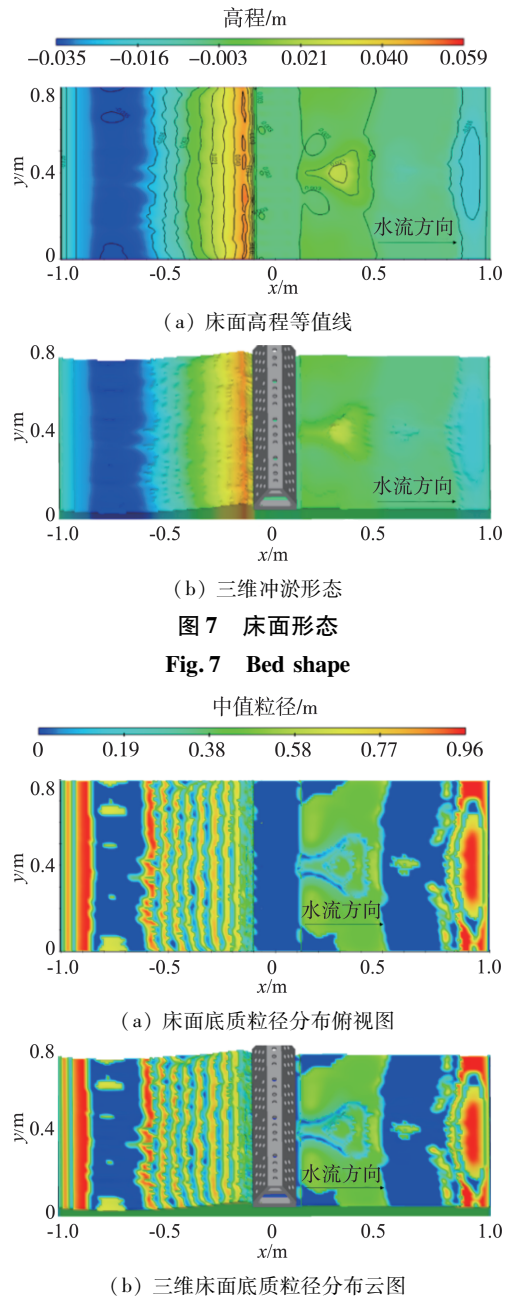 高程/m
-0.035 -0.016 -0.003 0.021 0.040 0.059
0.8
0.4
0
y/m
水流方向
-1.0 -0.5 0 0.5 1.0
x/m
(a) 床面高程等值线
0.8
0.4
0
y/m
水流方向
-1.0 -0.5 0 0.5 1.0
x/m
(b) 三维冲淤形态
图7 床面形态
Fig. 7 Bed shape
中值粒径/m
0 0.19 0.38 0.58 0.77 0.96
0.8
0.4
0
y/m
水流方向
-1.0 -0.5 0 0.5 1.0
x/m
(a) 床面底质粒径分布俯视图
0.8
0.4
0
y/m
水流方向
-1.0 -0.5 0 0.5 1.0
x/m
(b) 三维床面底质粒径分布云图